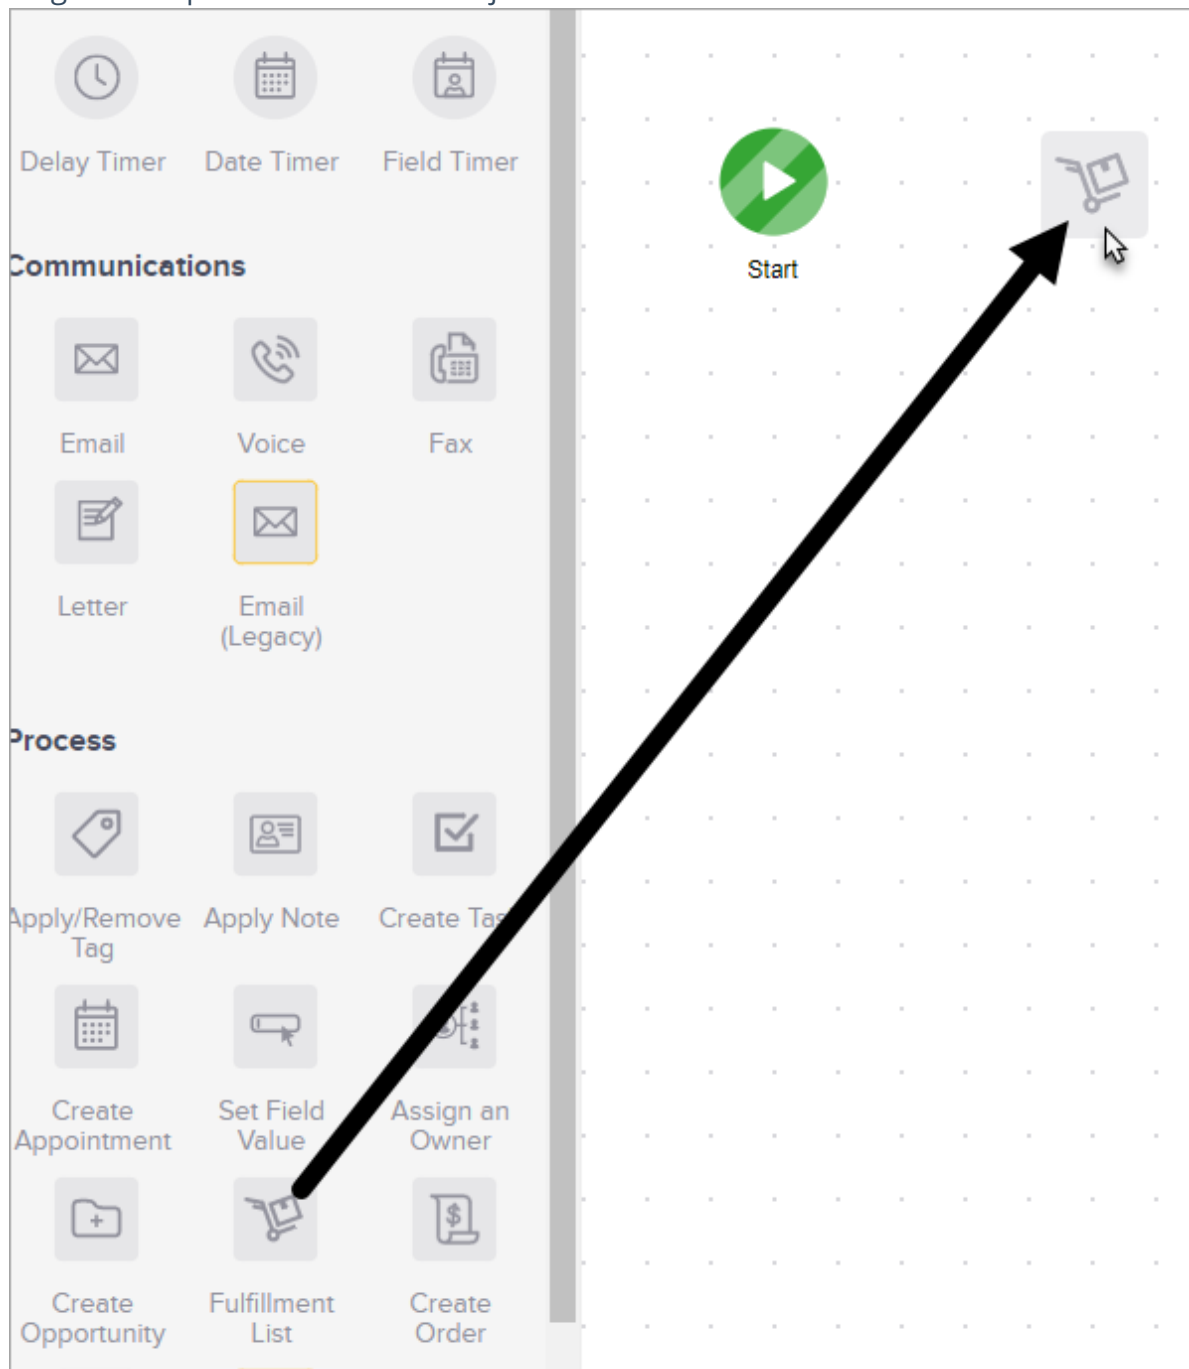 Delay Timer
Date Timer
Field Timer
Start
Communications
Email
Voice
Fax
Letter
Email
(Legacy)
Process
Apply/Remove
Tag
Apply Note
Create
Create
Appointment
Set Field
Value
Assign an
Owner
Create
Opportunity
Fulfillment
List
Create
Order